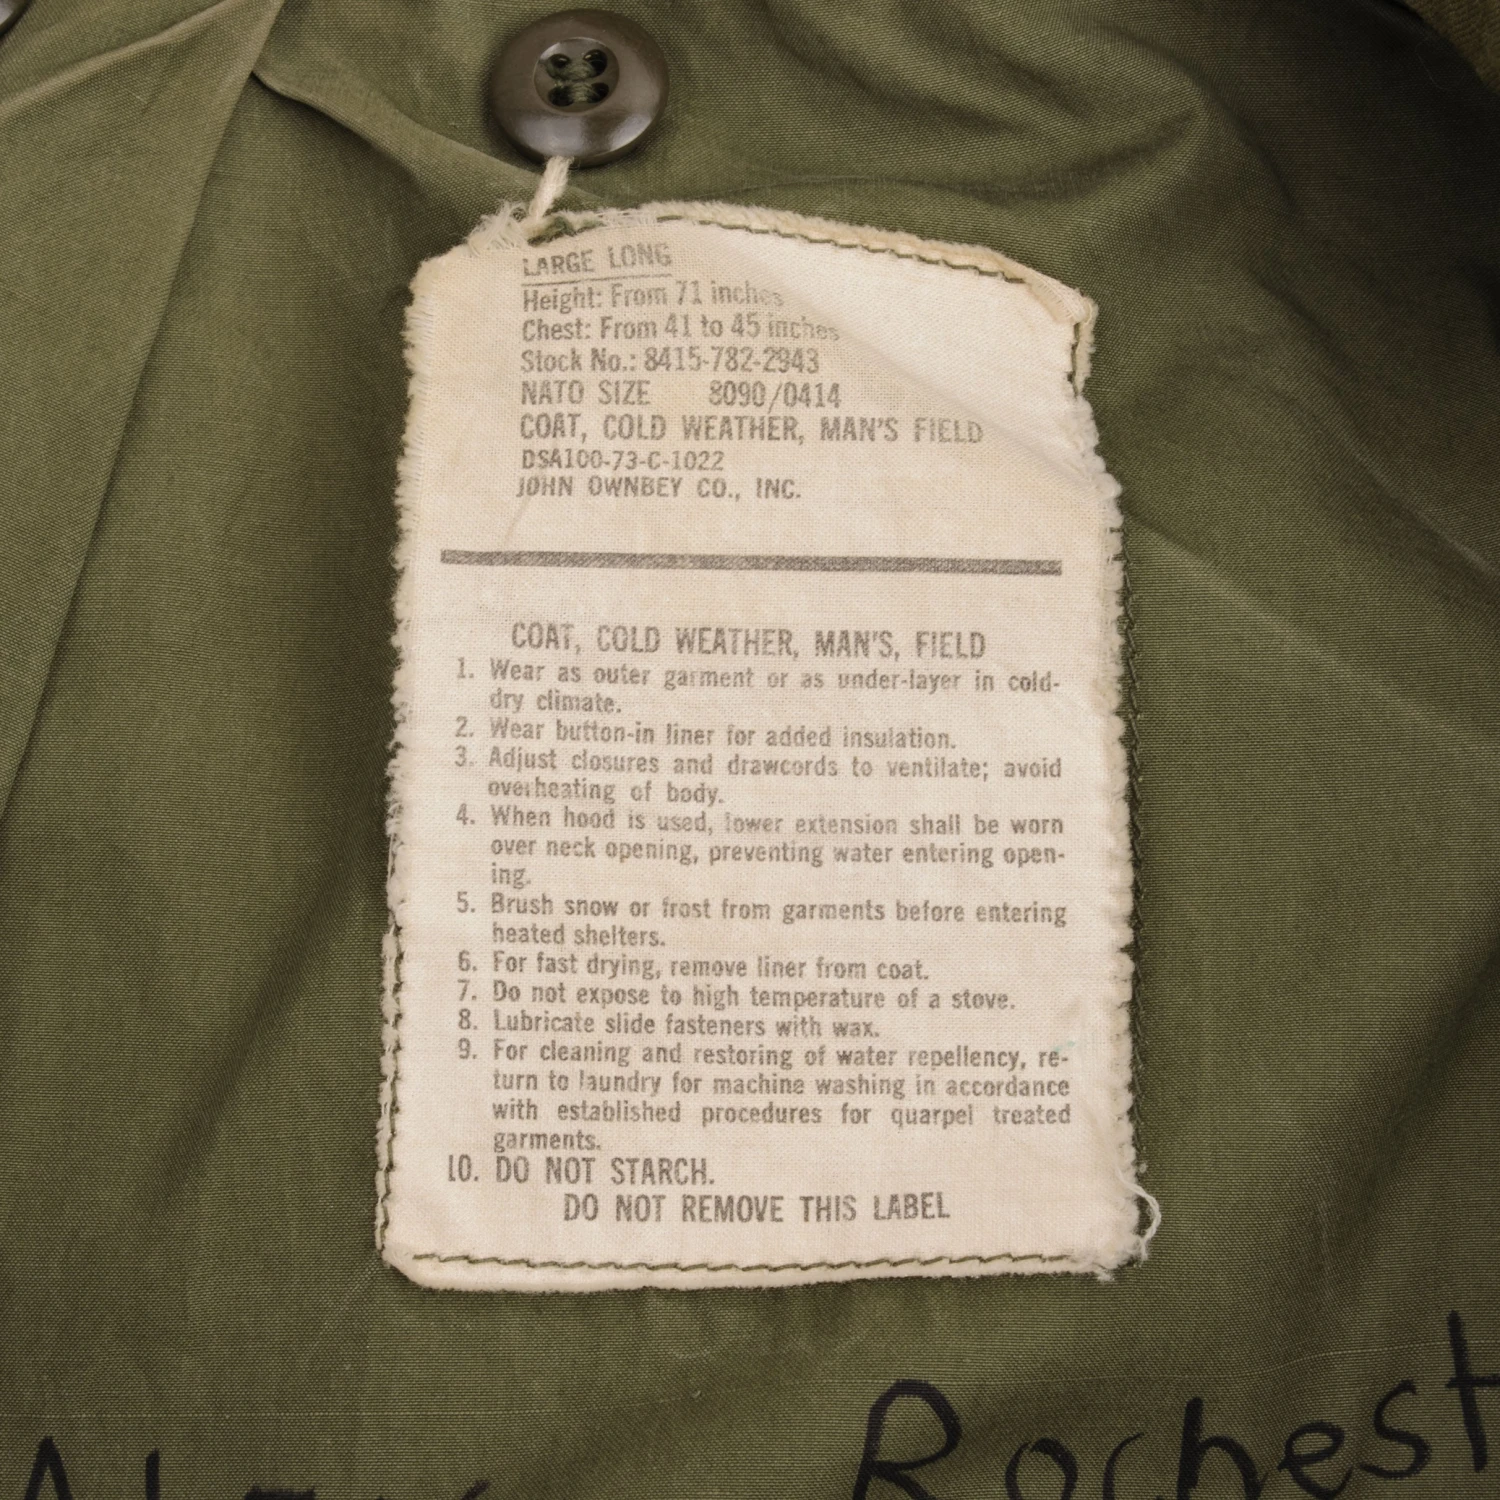 LARGE LONG
Height: From 71 inches
Chest: From 41 to 45 inches
Stock No.: 8415-782-2943
NATO SIZE 8090/0414
COAT, COLD WEATHER, MAN'S FIELD
DSA100-73-C-1022
JOHN OWNBEY CO., INC.
COAT, COLD WEATHER, MAN'S, FIELD
1. Wear as outer garment or as under-layer in cold-
dry climate.
2. Wear button-in liner for added insulation.
3. Adjust closures and drawcords to ventilate; avoid
overheating of body.
4. When hood is used, lower extension shall be worn
over neck opening, preventing water entering open-
ing.
5. Brush snow or frost from garments before entering
heated shelters.
6. For fast drying, remove liner from coat.
7. Do not expose to high temperature of a stove.
8. Lubricate slide fasteners with wax.
9. For cleaning and restoring of water repellency, re-
turn to laundry for machine washing in accordance
with established procedures for quarpel treated
garments.
10. DO NOT STARCH.
DO NOT REMOVE THIS LABEL
Rochest